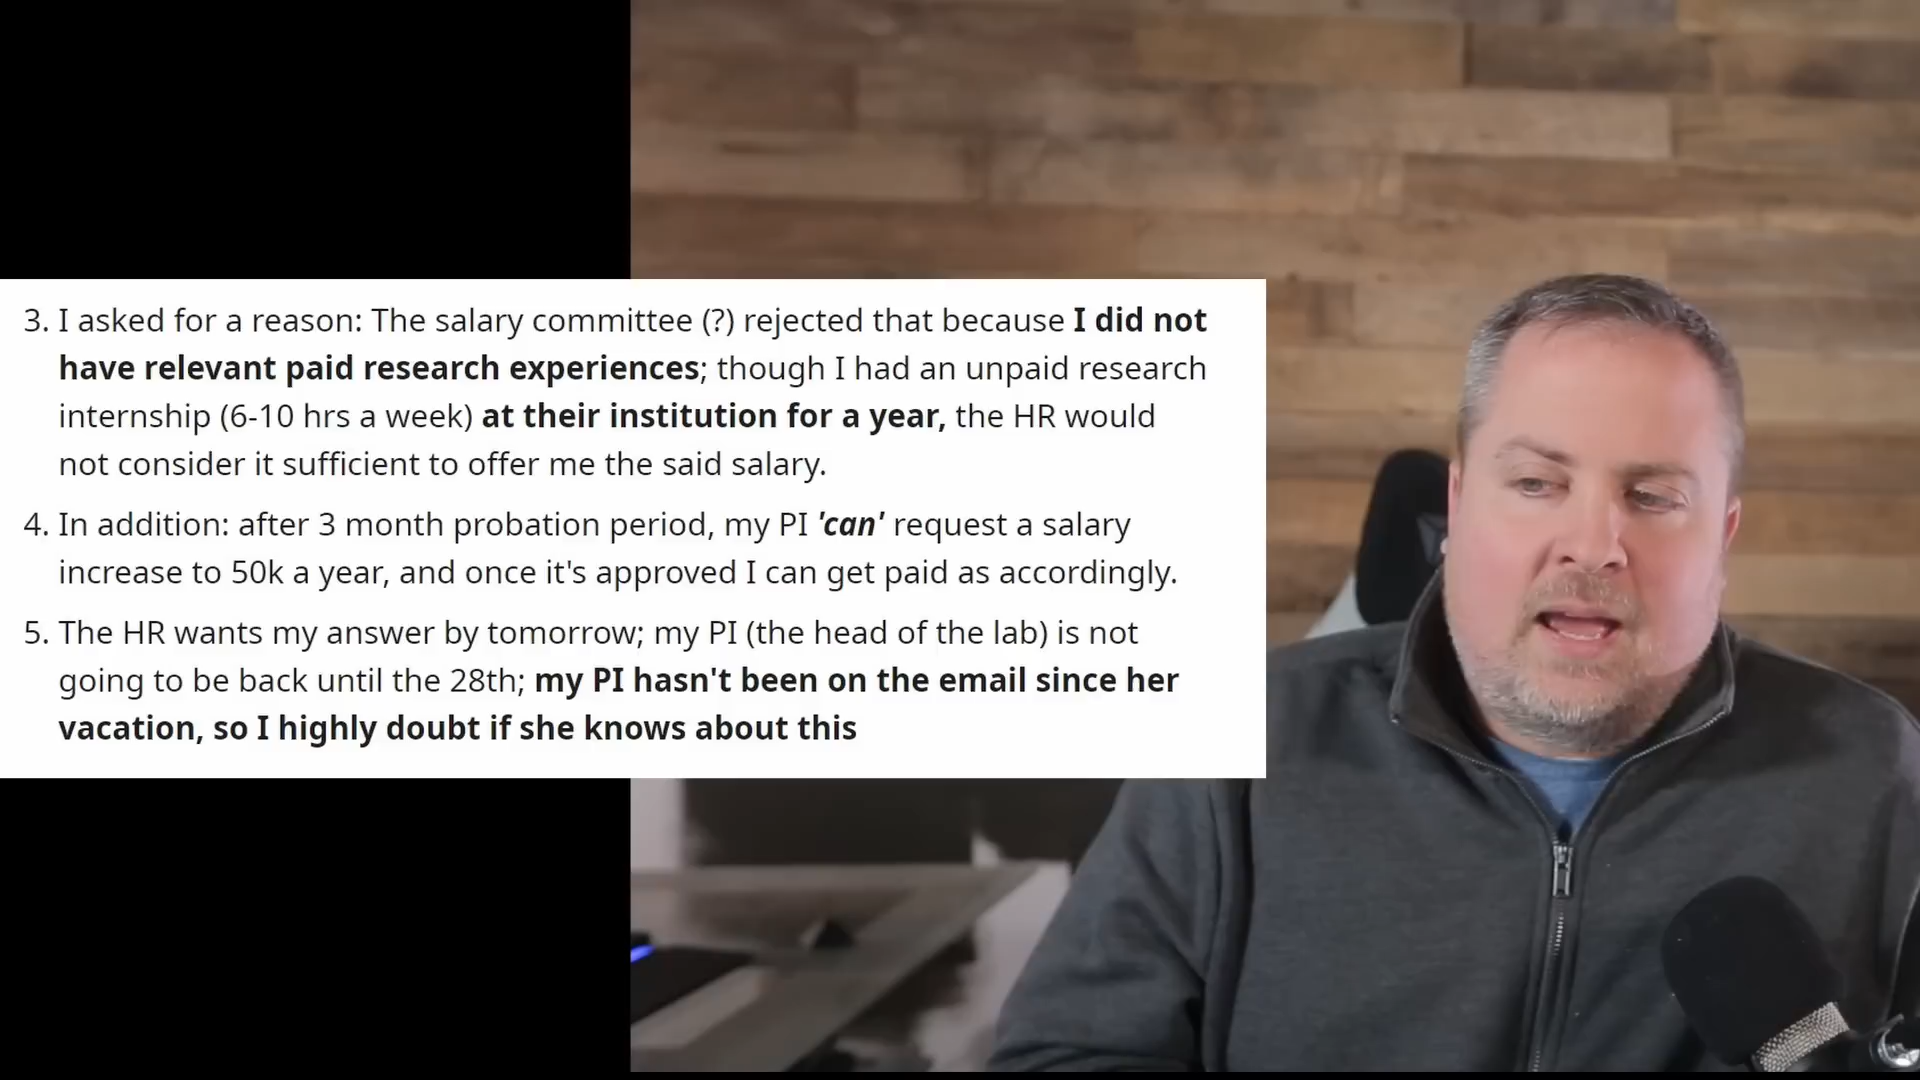 3. I asked for a reason: The salary committee (?) rejected that because I did not
have relevant paid research experiences; though I had an unpaid research
internship (6-10 hrs a week) at their institution for a year, the HR would
not consider it sufficient to offer me the said salary.
4. In addition: after 3 month probation period, my PI 'can' request a salary
increase to 50k a year, and once it's approved I can get paid as accordingly.
5. The HR wants my answer by tomorrow; my PI (the head of the lab) is not
going to be back until the 28th; my PI hasn't been on the email since her
vacation, so I highly doubt if she knows about this